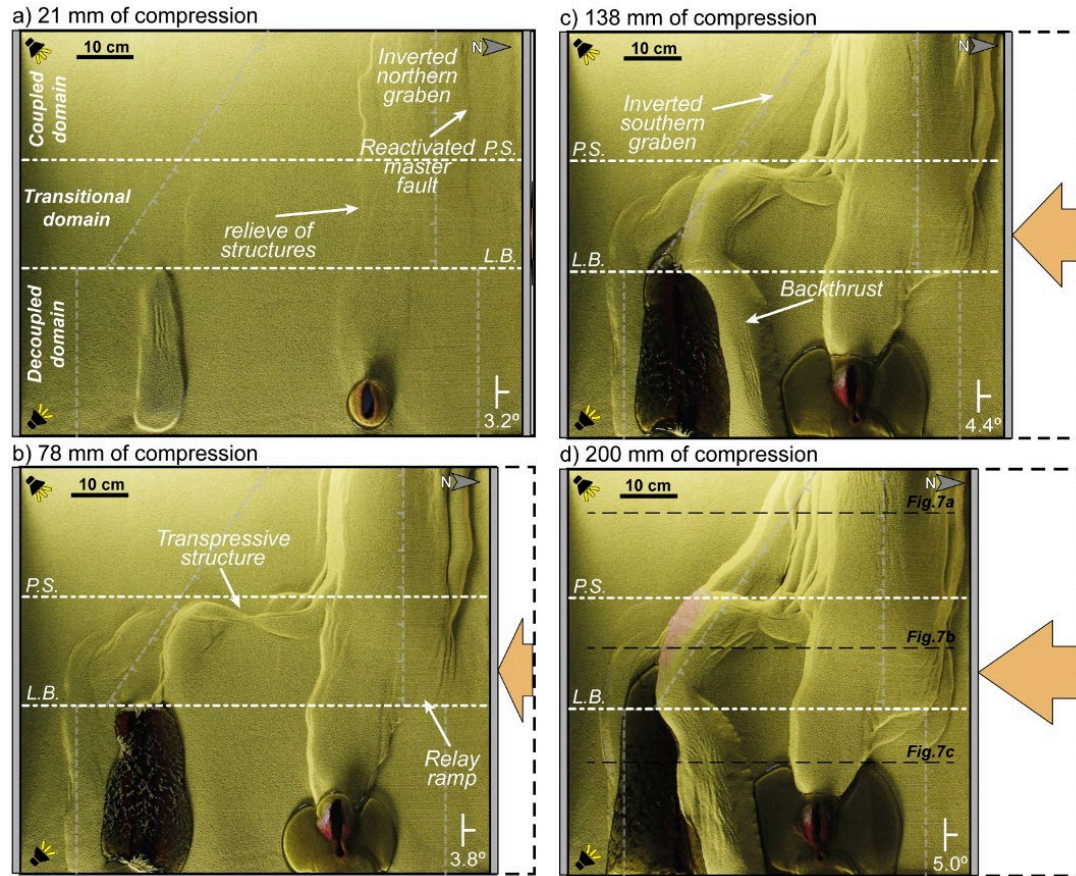 a) 21 mm of compression
10 cm
N
Coupled
domain
Inverted
northern
graben
Reactivated
master
fault
P.S.
Transitional
domain
relieve of
structures
L.B.
Decoupled
domain
3.2º
b) 78 mm of compression
10 cm
N
Transpressive
structure
P.S.
L.B.
Relay
ramp
3.8º
c) 138 mm of compression
10 cm
N
Inverted
southern
graben
P.S.
L.B.
Backthrust
4.4º
d) 200 mm of compression
10 cm
N
Fig.7a
P.S.
Fig.7b
L.B.
Fig.7c
5.0º